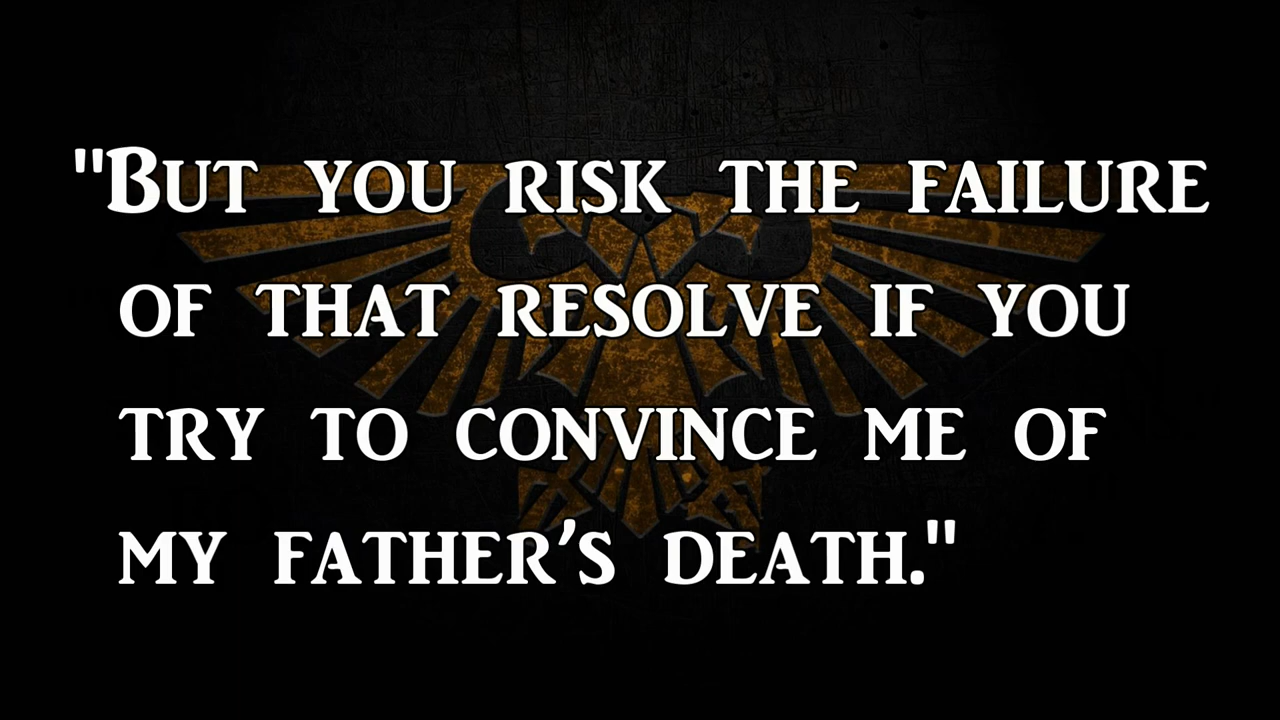 "But you risk the failure
of that resolve if you
try to convince me of
my father's death."